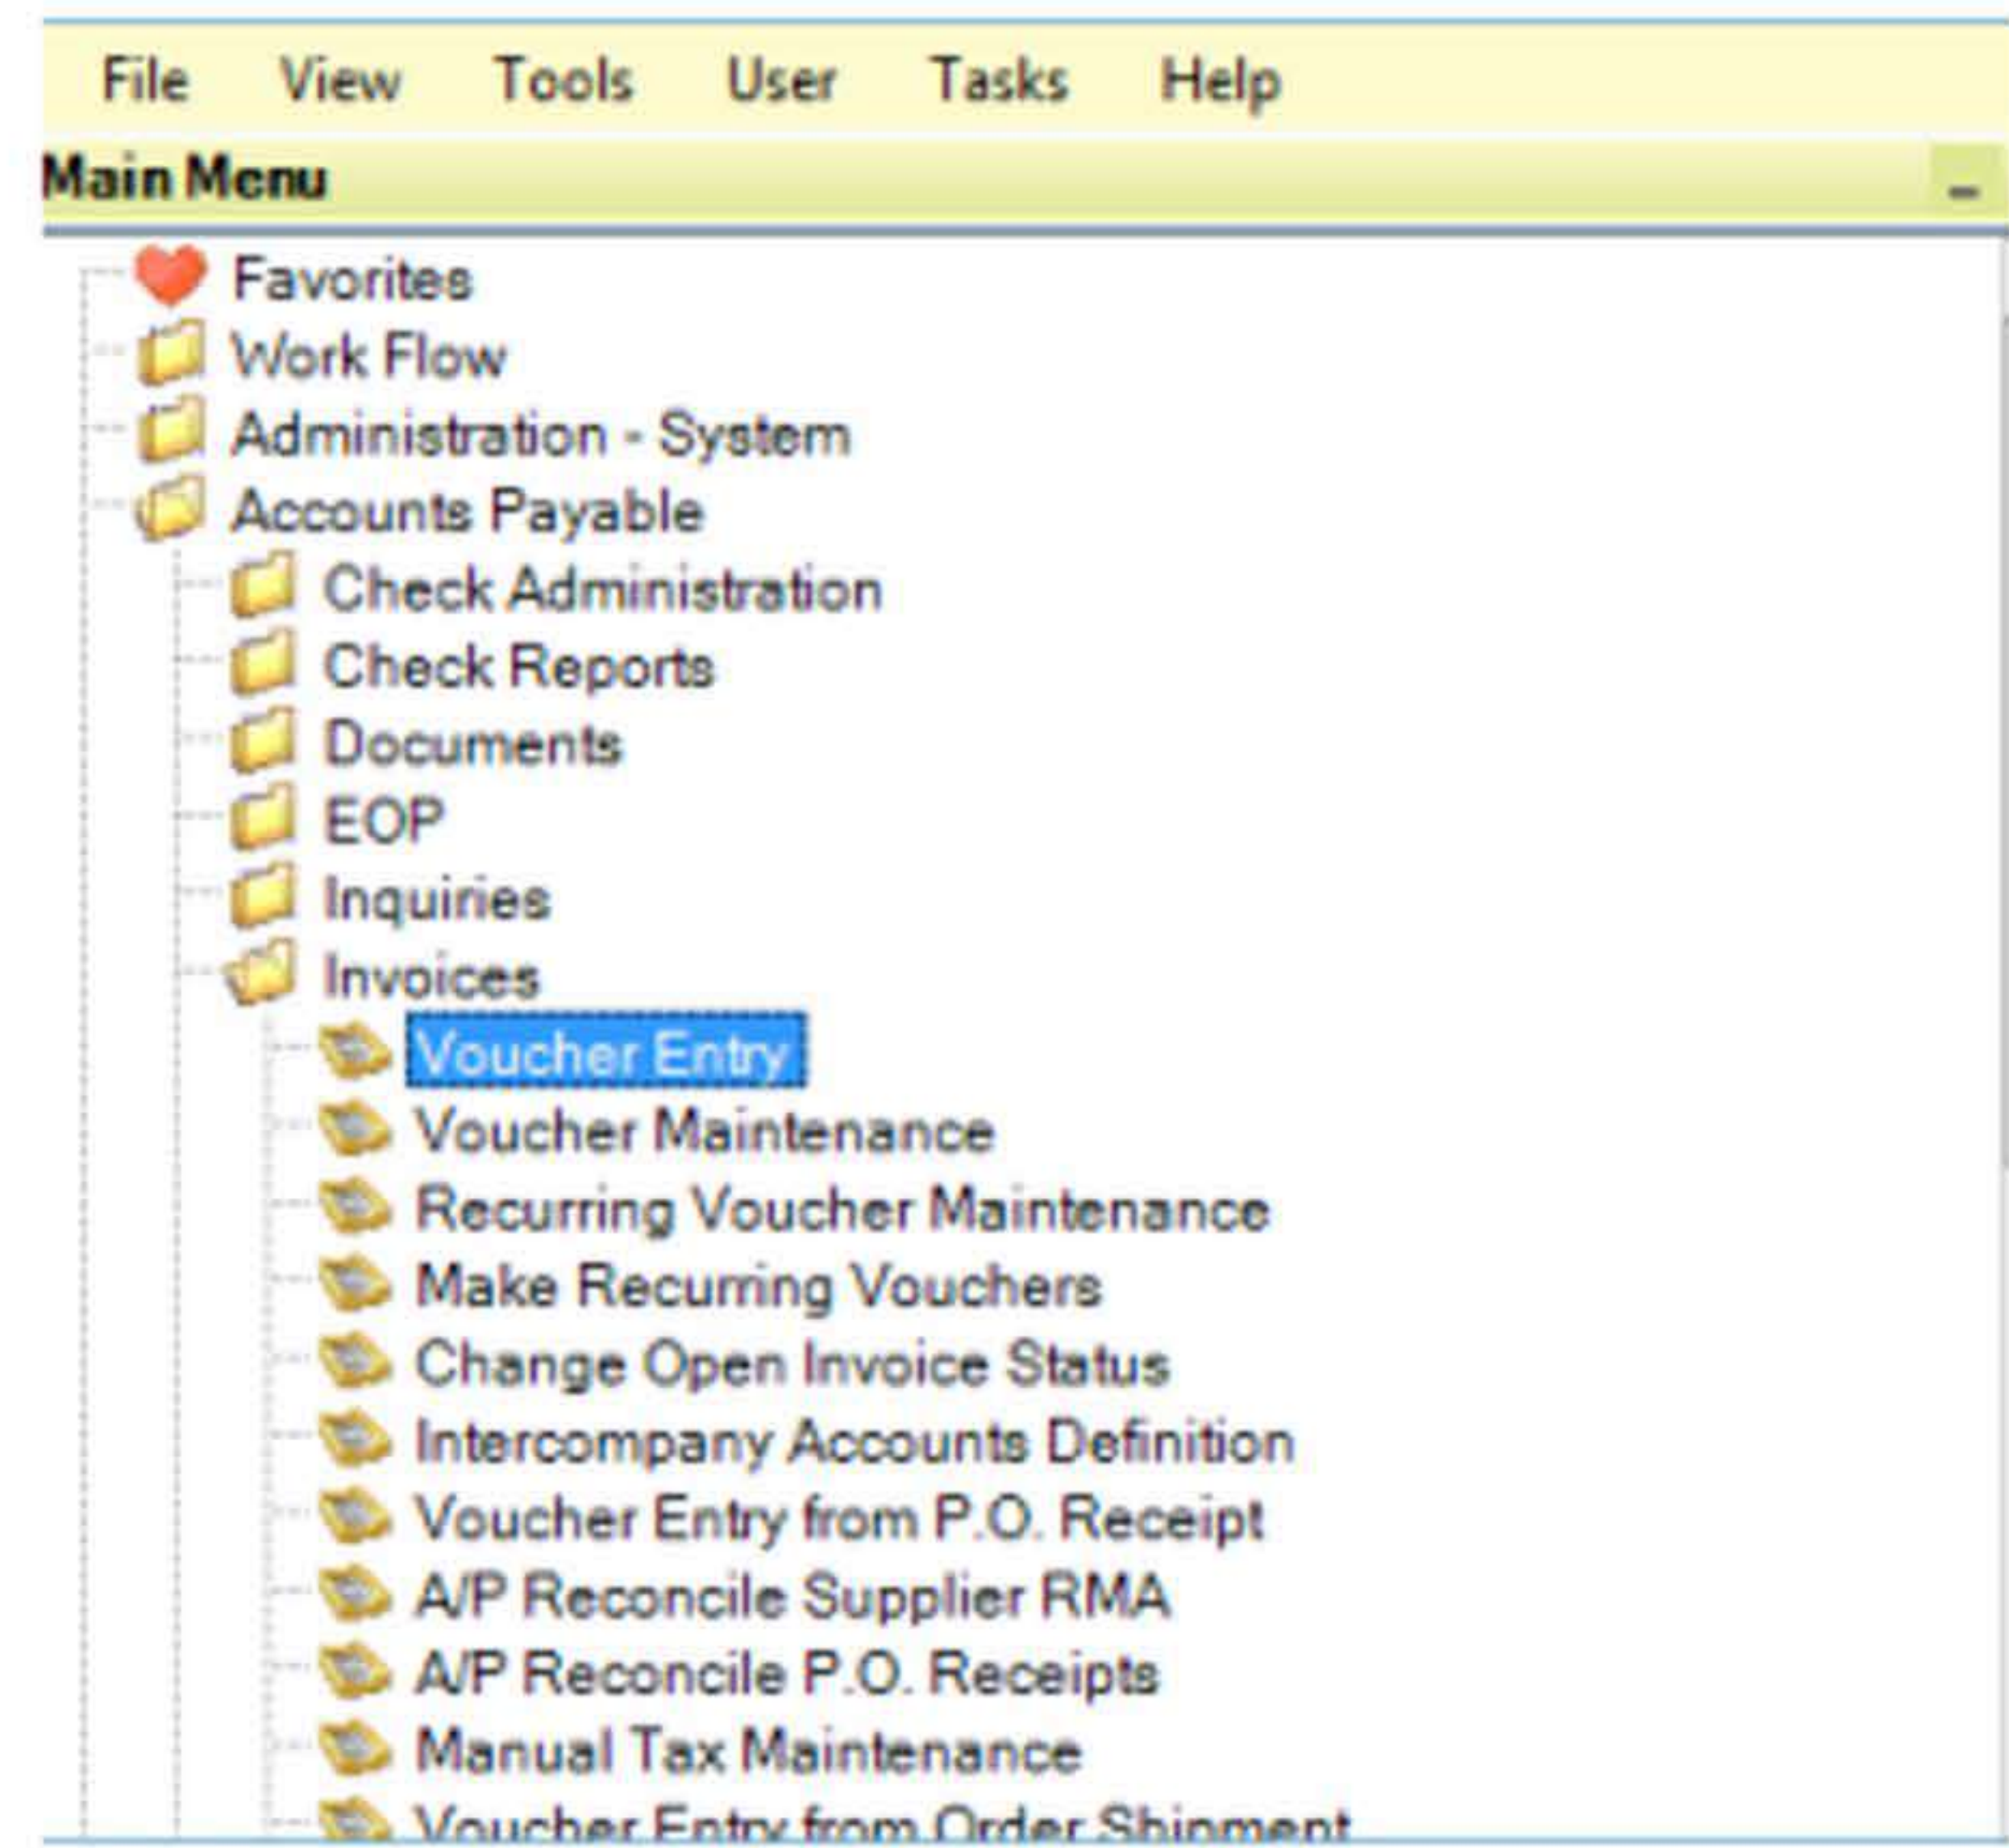 File View Tools User Tasks Help
Main Menu
Favorites
Work Flow
Administration - System
Accounts Payable
Check Administration
Check Reports
Documents
EOP
Inquiries
Invoices
Voucher Entry
Voucher Maintenance
Recurring Voucher Maintenance
Make Recurring Vouchers
Change Open Invoice Status
Intercompany Accounts Definition
Voucher Entry from P.O. Receipt
A/P Reconcile Supplier RMA
A/P Reconcile P.O. Receipts
Manual Tax Maintenance
Voucher Entry from Order Shipment